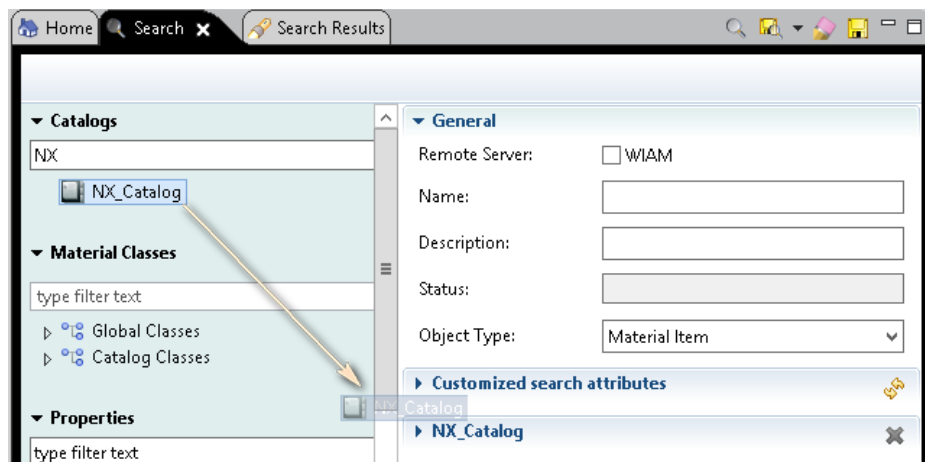 Home Search Search Results
Catalogs
NX
NX_Catalog
Material Classes
type filter text
Global Classes
Catalog Classes
Properties
type filter text
General
Remote Server: WIAM
Name:
Description:
Status:
Object Type: Material Item
Customized search attributes
NX_Catalog
NX_Catalog